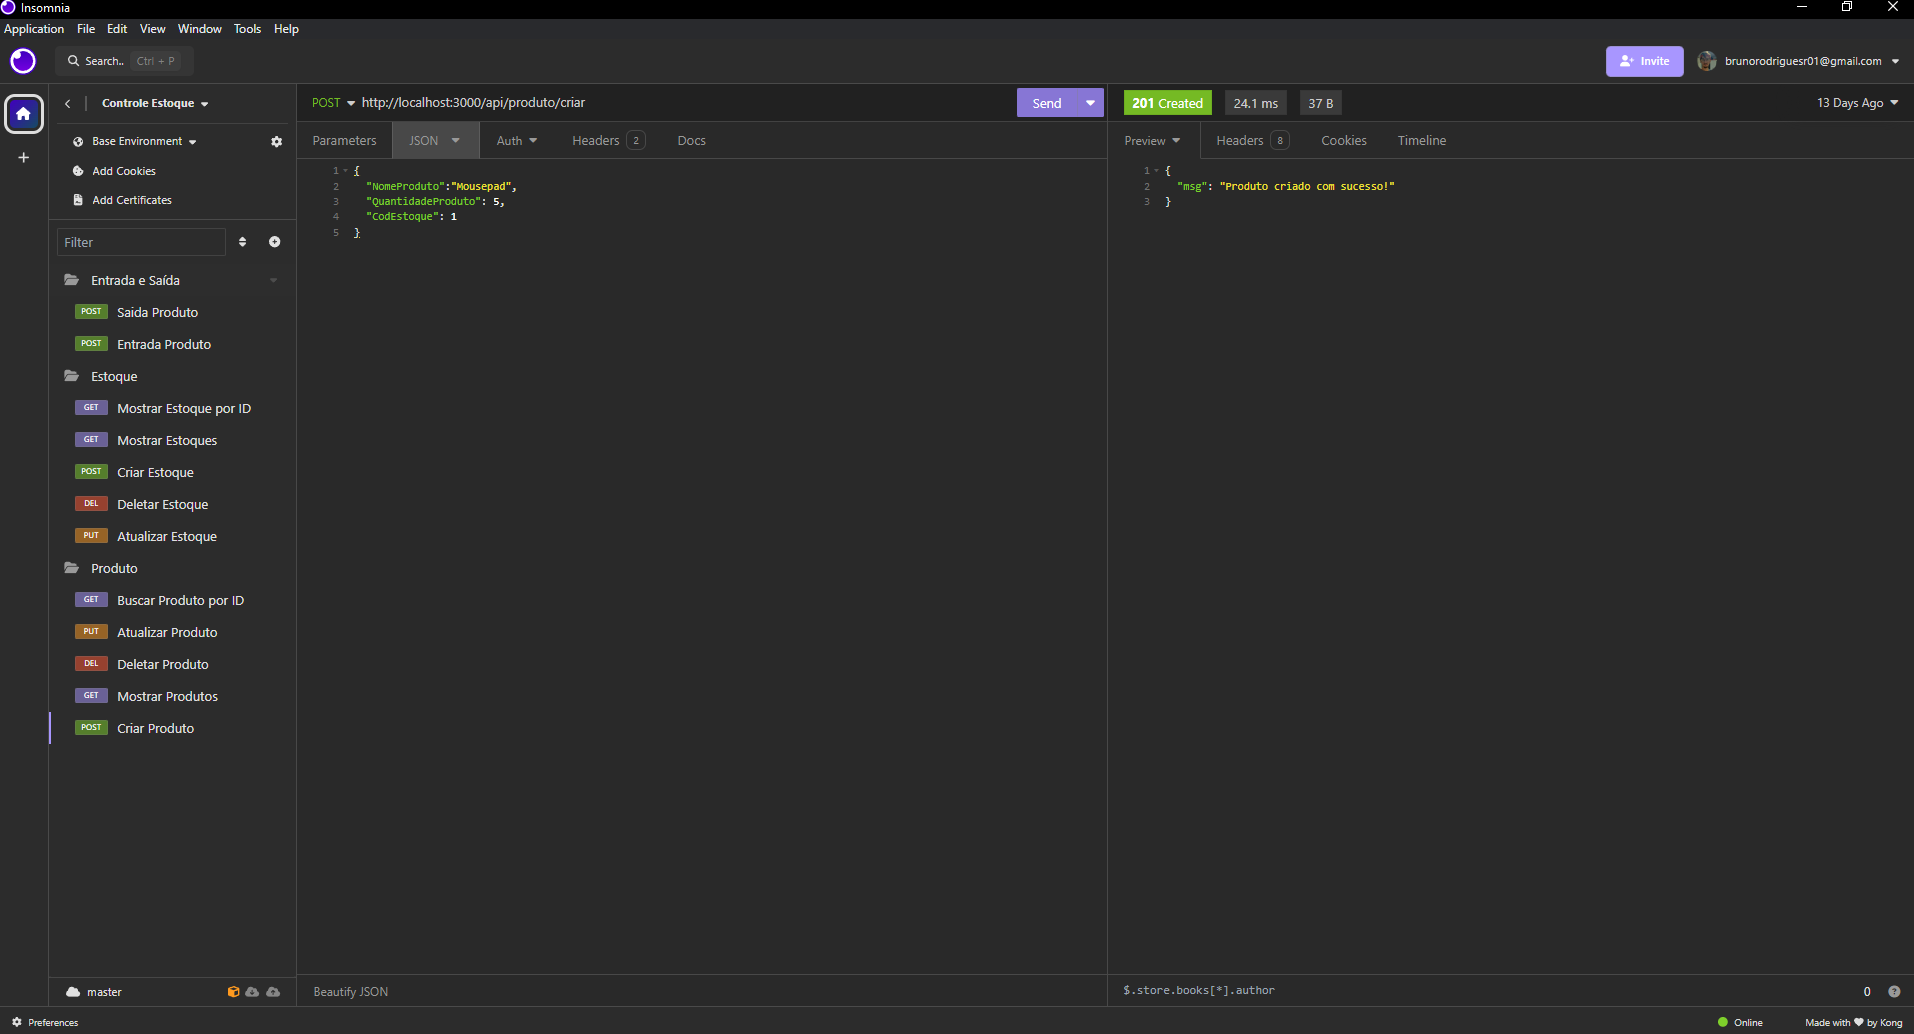 Insomnia
Application File Edit View Window Tools Help
Search.. Ctrl + P
Invite
brunorodriguesr01@gmail.com
Controle Estoque
Base Environment
Add Cookies
Add Certificates
Filter
Entrada e Saída
POST Saida Produto
POST Entrada Produto
Estoque
GET Mostrar Estoque por ID
GET Mostrar Estoques
POST Criar Estoque
DEL Deletar Estoque
PUT Atualizar Estoque
Produto
GET Buscar Produto por ID
PUT Atualizar Produto
DEL Deletar Produto
GET Mostrar Produtos
POST Criar Produto
master
POST http://localhost:3000/api/produto/criar
Send
Parameters JSON Auth Headers 2 Docs
1 {
2 "NomeProduto":"Mousepad",
3 "QuantidadeProduto": 5,
4 "CodEstoque": 1
5 }
Beautify JSON
201 Created 24.1 ms 37 B
13 Days Ago
Preview Headers 8 Cookies Timeline
1 {
2 "msg": "Produto criado com sucesso!"
3 }
$.store.books[*].author
0 ?
Preferences
Online
Made with ♥ by Kong